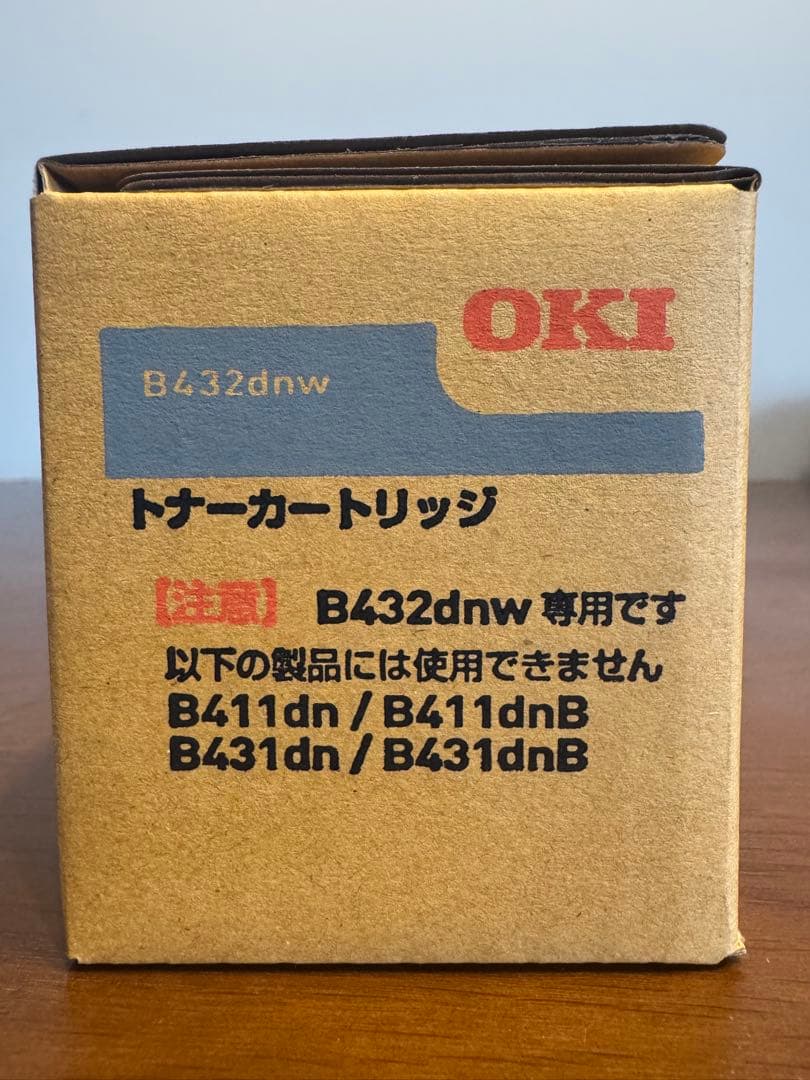 OKI
B432dnw
トナーカートリッジ
【注意】 B432dnw 専用です
以下の製品には使用できません
B411dn / B411dnB
B431dn / B431dnB